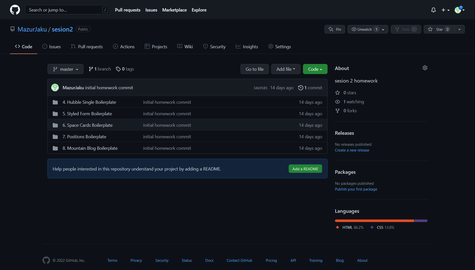 Search or jump to...
/
Pull requests Issues Marketplace Explore
MazurJaku / sesion2 Public
Pin Unwatch 1 Star 0
Code Issues Pull requests Actions Projects Wiki Security Insights Settings
master 1 branch 0 tags Go to file Add file Code
MazurJaku initial homework commit 14 days ago 1 commit
4. Hubble Single Boilerplate initial homework commit 14 days ago
5. Styled Form Boilerplate initial homework commit 14 days ago
6. Space Cards Boilerplate initial homework commit 14 days ago
7. Positions Boilerplate initial homework commit 14 days ago
8. Mountain Blog Boilerplate initial homework commit 14 days ago
Help people interested in this repository understand your project by adding a README. Add a README
About
sesion 2 homework
0 stars
1 watching
0 forks
Releases
No releases published
Create a new release
Packages
No packages published
Publish your first package
Languages
HTML CSS
© 2022 GitHub, Inc. Terms Privacy Security Status Docs Contact GitHub Pricing API Training Blog About